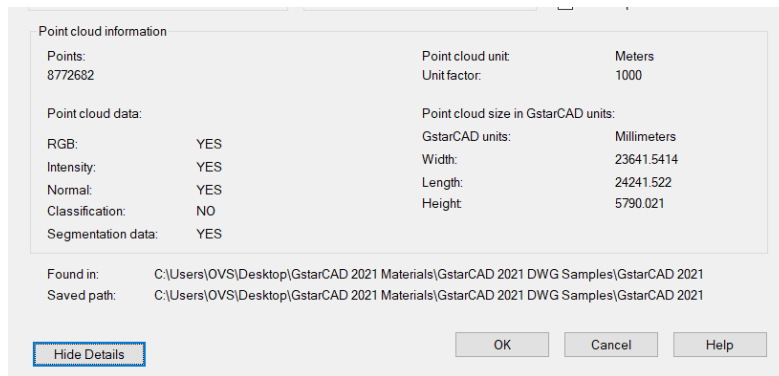 Point cloud information
Points:
8772682
Point cloud unit: Meters
Unit factor: 1000
Point cloud data:
RGB: YES
Intensity: YES
Normal: YES
Classification: NO
Segmentation data: YES
Point cloud size in GstarCAD units:
GstarCAD units: Millimeters
Width: 23641.5414
Length: 24241.522
Height: 5790.021
Found in: C:\Users\OVS\Desktop\GstarCAD 2021 Materials\GstarCAD 2021 DWG Samples\GstarCAD 2021
Saved path: C:\Users\OVS\Desktop\GstarCAD 2021 Materials\GstarCAD 2021 DWG Samples\GstarCAD 2021
Hide Details
OK
Cancel
Help